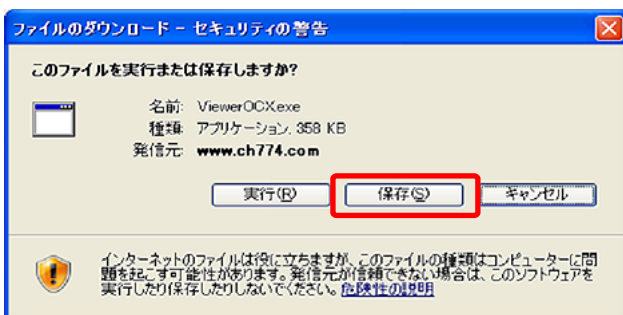 ファイルのダウンロード - セキュリティの警告
このファイルを実行または保存しますか?
名前: ViewerOCX.exe
種類: アプリケーション, 358 KB
発信元: www.ch774.com
実行(R) 保存(S) キャンセル
インターネットのファイルは役に立ちますが、このファイルの種類はコンピューターに問
題を起こす可能性があります。発信元が信頼できない場合は、このソフトウェアを
実行したり保存したりしないでください。危険性の説明